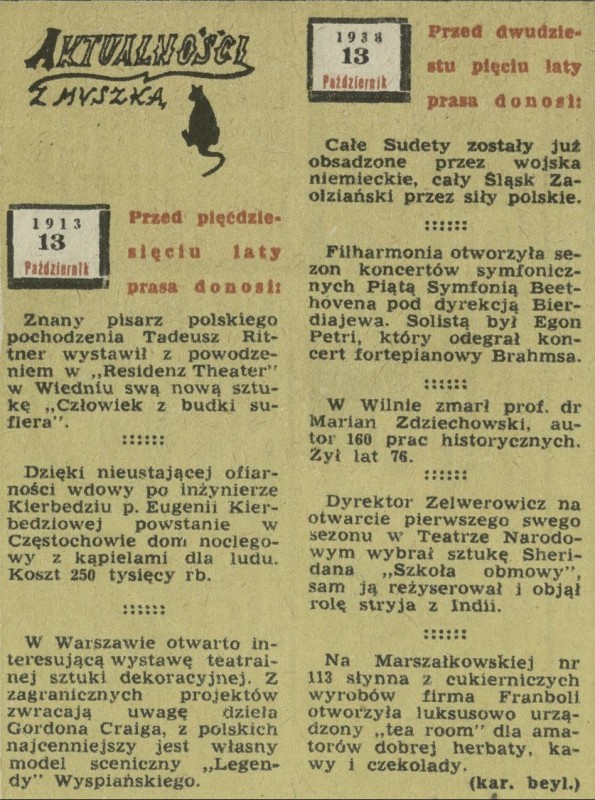 AKTUALNOŚCI
Z MYSZKĄ
1913
13
Październik
Przed pięćdzie-
sięciu laty
prasa donosi:
Znany pisarz polskiego
pochodzenia Tadeusz Rit-
tner wystawił z powodze-
niem w „Residenz Theater"
w Wiedniu swą nową sztu-
kę „Człowiek z budki su-
flera".
Dzięki nieustającej ofiar-
ności wdowy po inżynierze
Kierbedziu p. Eugenii Kier-
bedziowej powstanie w
Częstochowie dom noclego-
wy z kąpielami dla ludu.
Koszt 250 tysięcy rb.
W Warszawie otwarto in-
teresującą wystawę teatral-
nej sztuki dekoracyjnej. Z
zagranicznych projektów
zwracają uwagę dzieła
Gordona Craiga, z polskich
najcenniejszy jest własny
model sceniczny „Legen-
dy" Wyspiańskiego.
1938
13
Październik
Przed dwudzie-
stu pięciu laty
prasa donosi:
Całe Sudety zostały już
obsadzone przez wojska
niemieckie, cały Śląsk Za-
olziański przez siły polskie.
Filharmonia otworzyła se-
zon koncertów symfonicz-
nych Piątą Symfonią Beet-
hovena pod dyrekcją Bier-
diajewa. Solistą był Egon
Petri, który odegrał kon-
cert fortepianowy Brahmsa.
W Wilnie zmarł prof. dr
Marian Zdziechowski, au-
tor 160 prac historycznych.
Żył lat 76.
Dyrektor Zelwerowicz na
otwarcie pierwszego swego
sezonu w Teatrze Narodo-
wym wybrał sztukę Sheri-
dana „Szkoła obmowy",
sam ją reżyserował i objął
rolę stryja z Indii.
Na Marszałkowskiej nr
113 słynna z cukierniczych
wyrobów firma Franboli
otworzyła luksusowo urzą-
dzony „tea room" dla ama-
torów dobrej herbaty, ka-
wy i czekolady.
(kar. beyl.)